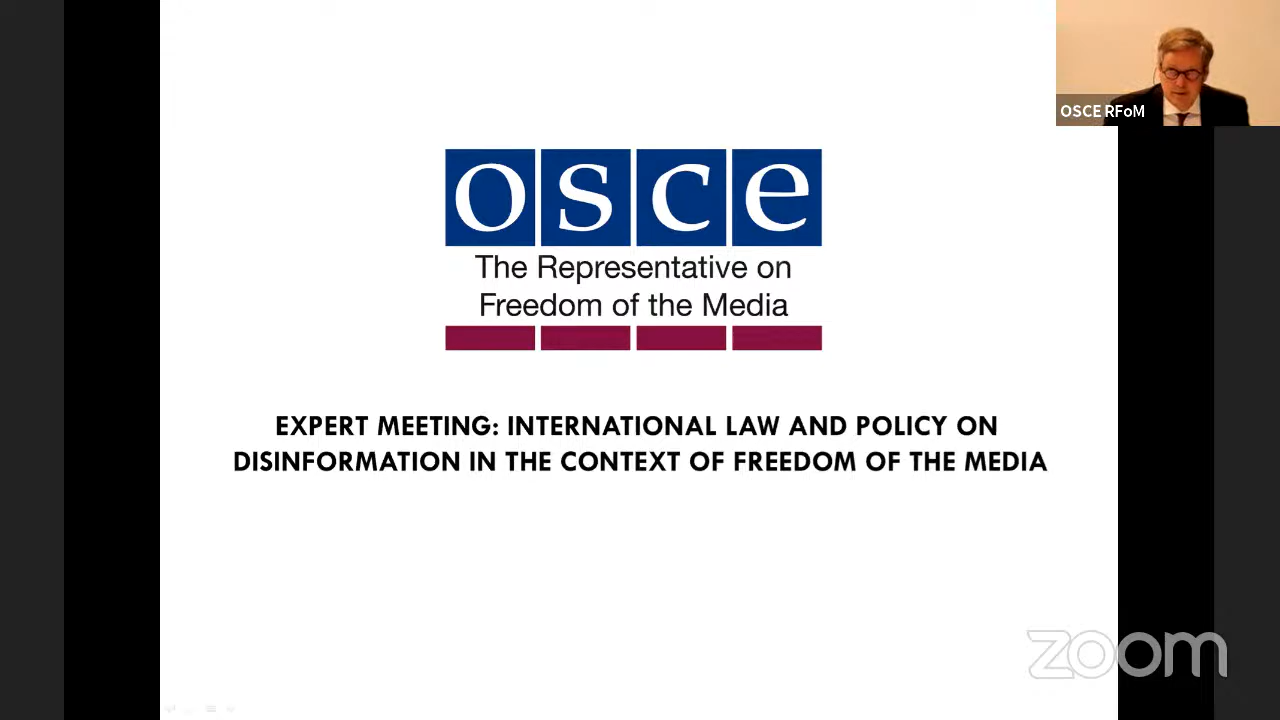 osce
The Representative on
Freedom of the Media
EXPERT MEETING: INTERNATIONAL LAW AND POLICY ON
DISINFORMATION IN THE CONTEXT OF FREEDOM OF THE MEDIA
OSCE RFoM
zoom